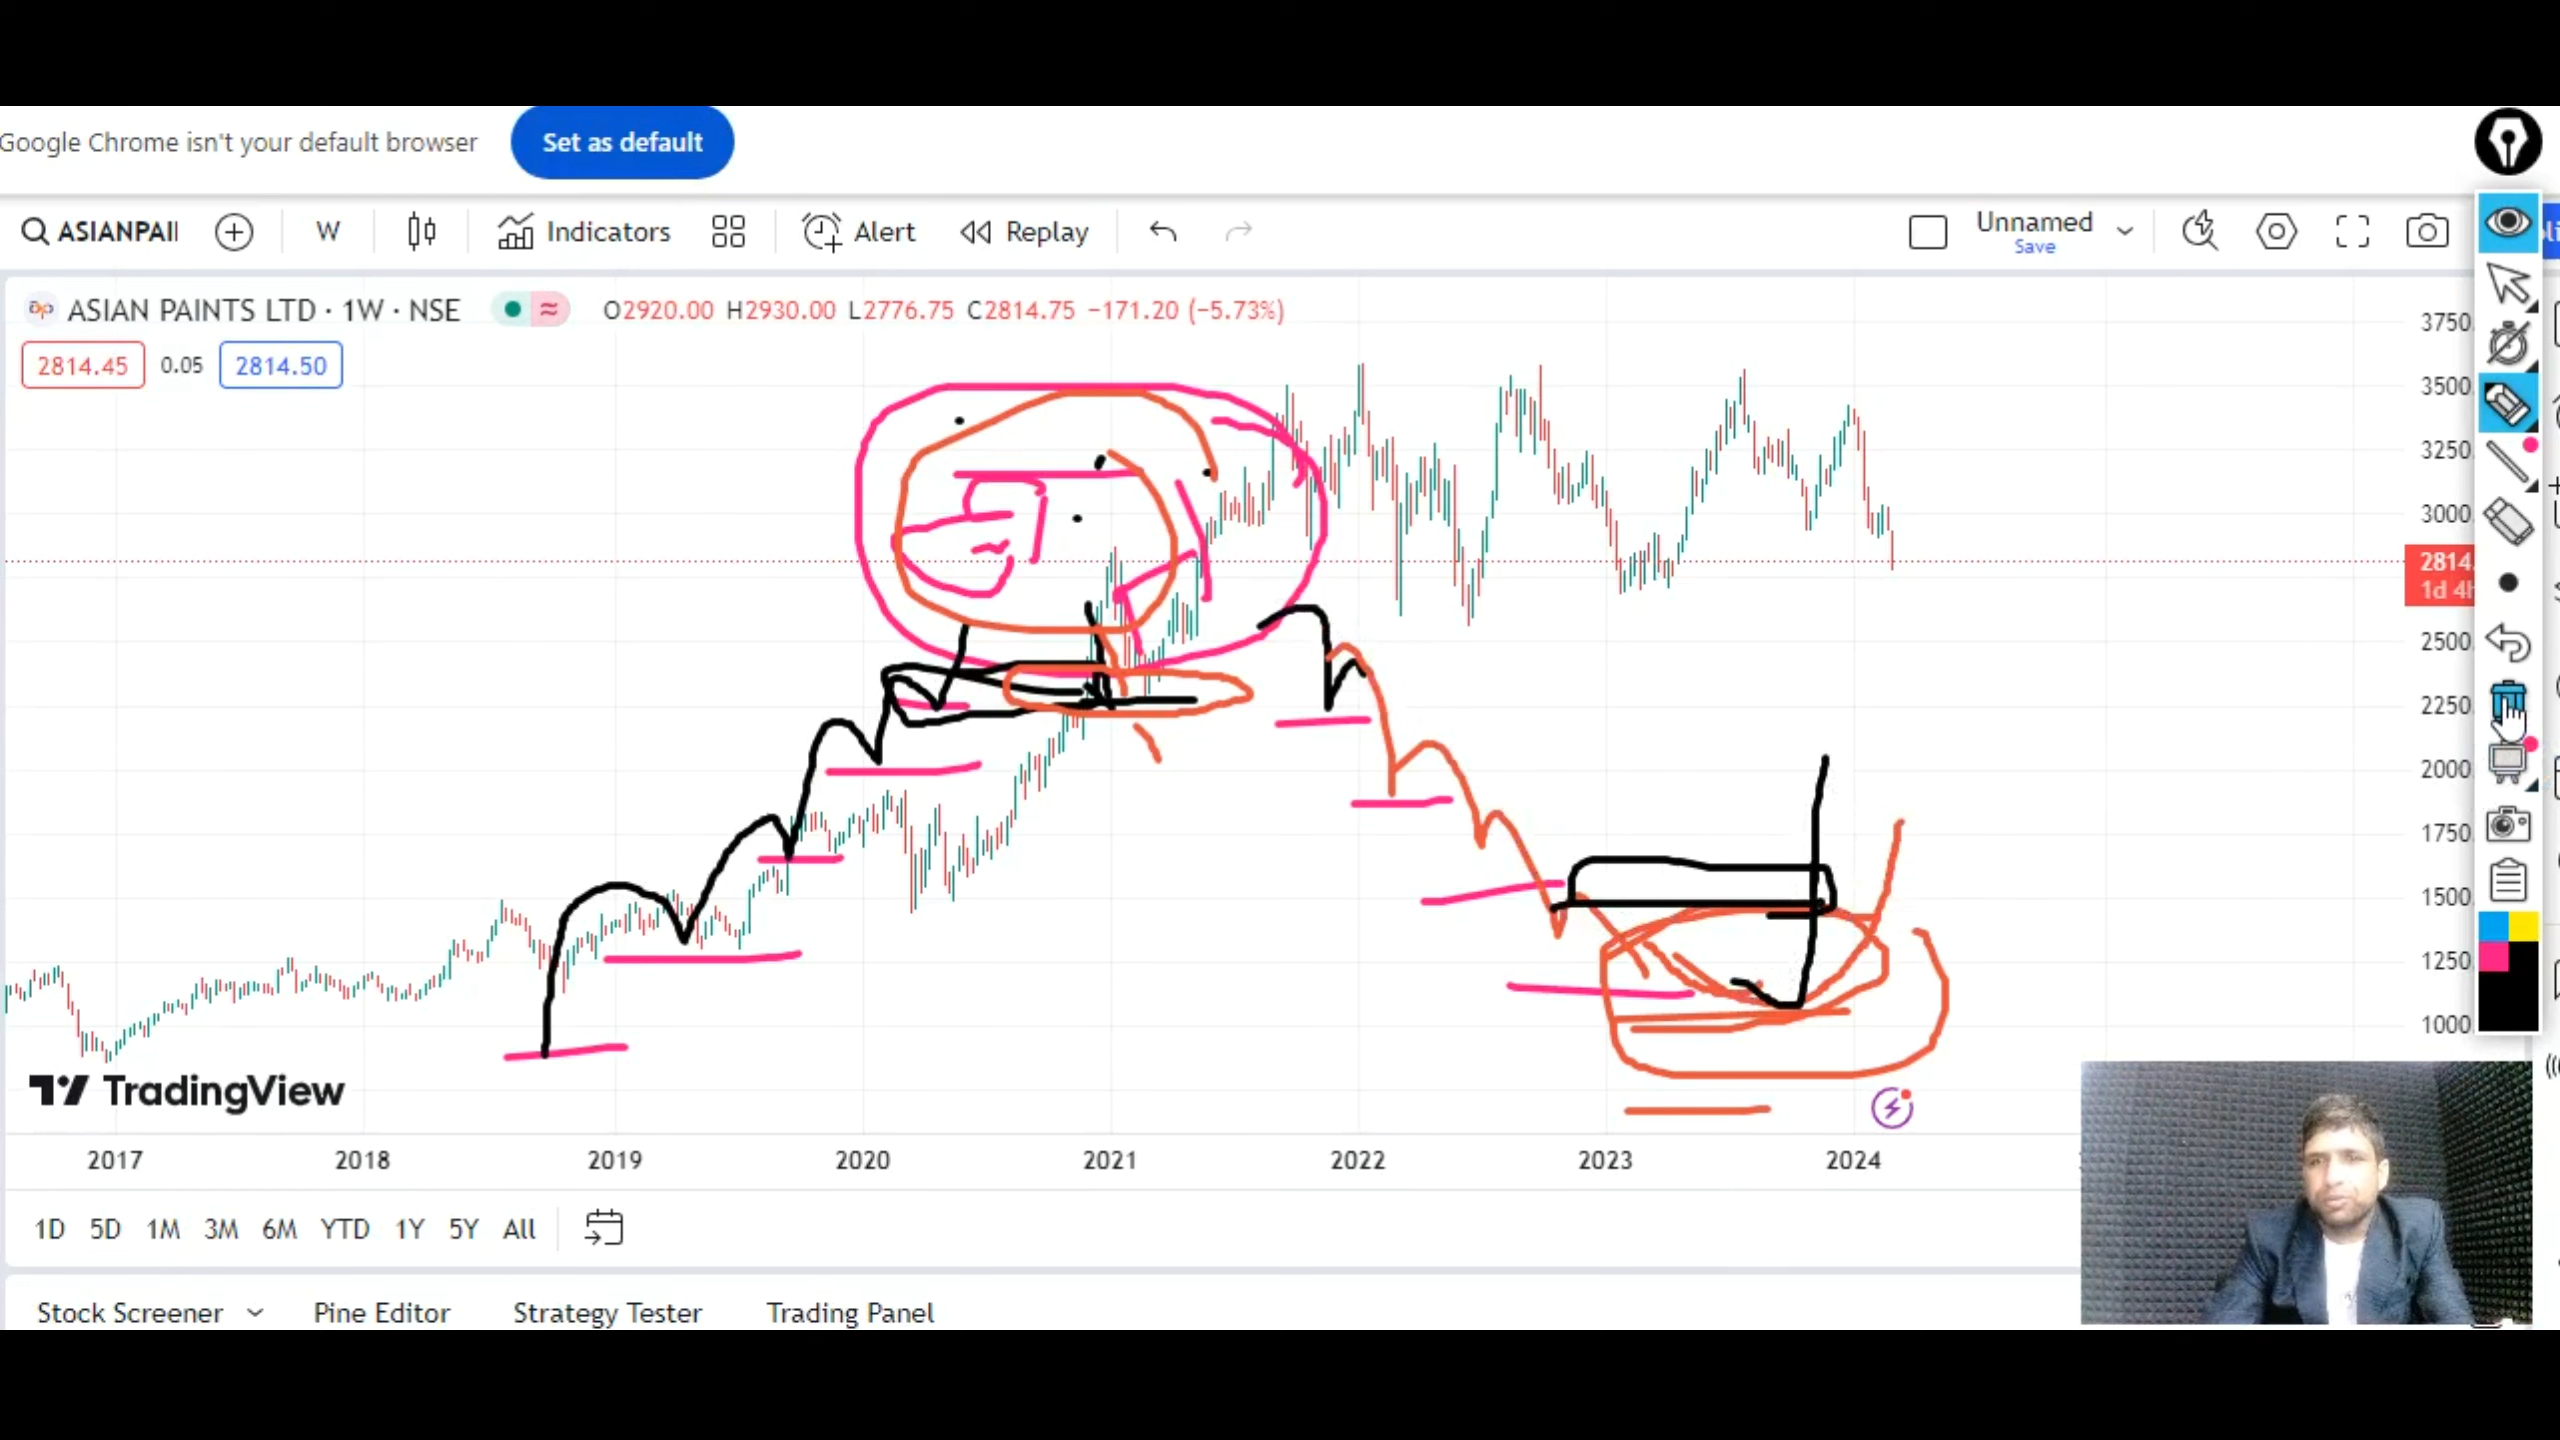 Google Chrome isn't your default browser Set as default
ASIANPAII W Indicators Alert Replay Unnamed
Save
ASIAN PAINTS LTD · 1W · NSE O2920.00 H2930.00 L2776.75 C2814.75 −171.20 (−5.73%)
2814.45 0.05 2814.50
3750
3500
3250
3000
2814.
1d 4h
2500
2250
2000
1750
1500
1250
1000
TradingView
2017 2018 2019 2020 2021 2022 2023 2024
1D 5D 1M 3M 6M YTD 1Y 5Y All
Stock Screener Pine Editor Strategy Tester Trading Panel